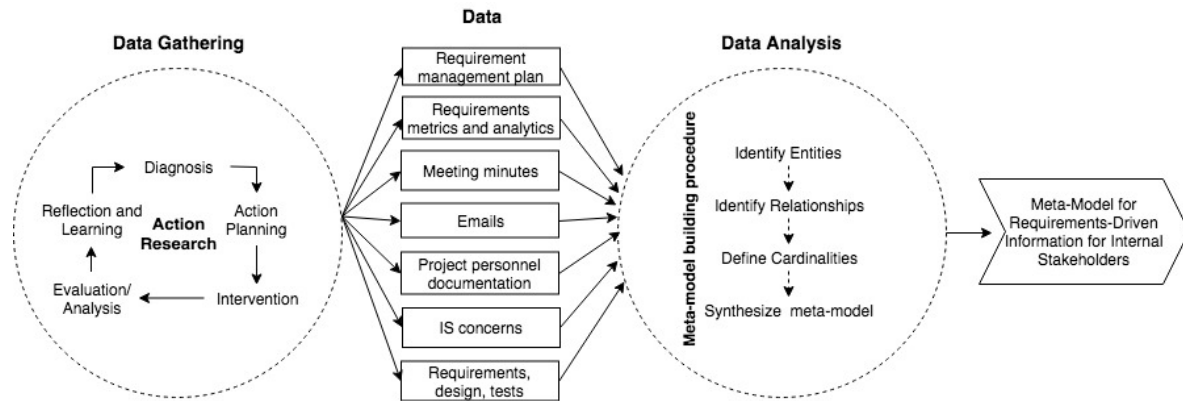 Data Gathering
Diagnosis
Action
Planning
Intervention
Evaluation/
Analysis
Reflection and
Learning
Action
Research
Data
Requirement
management plan
Requirements
metrics and analytics
Meeting minutes
Emails
Project personnel
documentation
IS concerns
Requirements,
design, tests
Data Analysis
Meta-model building procedure
Identify Entities
Identify Relationships
Define Cardinalities
Synthesize meta-model
Meta-Model for
Requirements-Driven
Information for Internal
Stakeholders